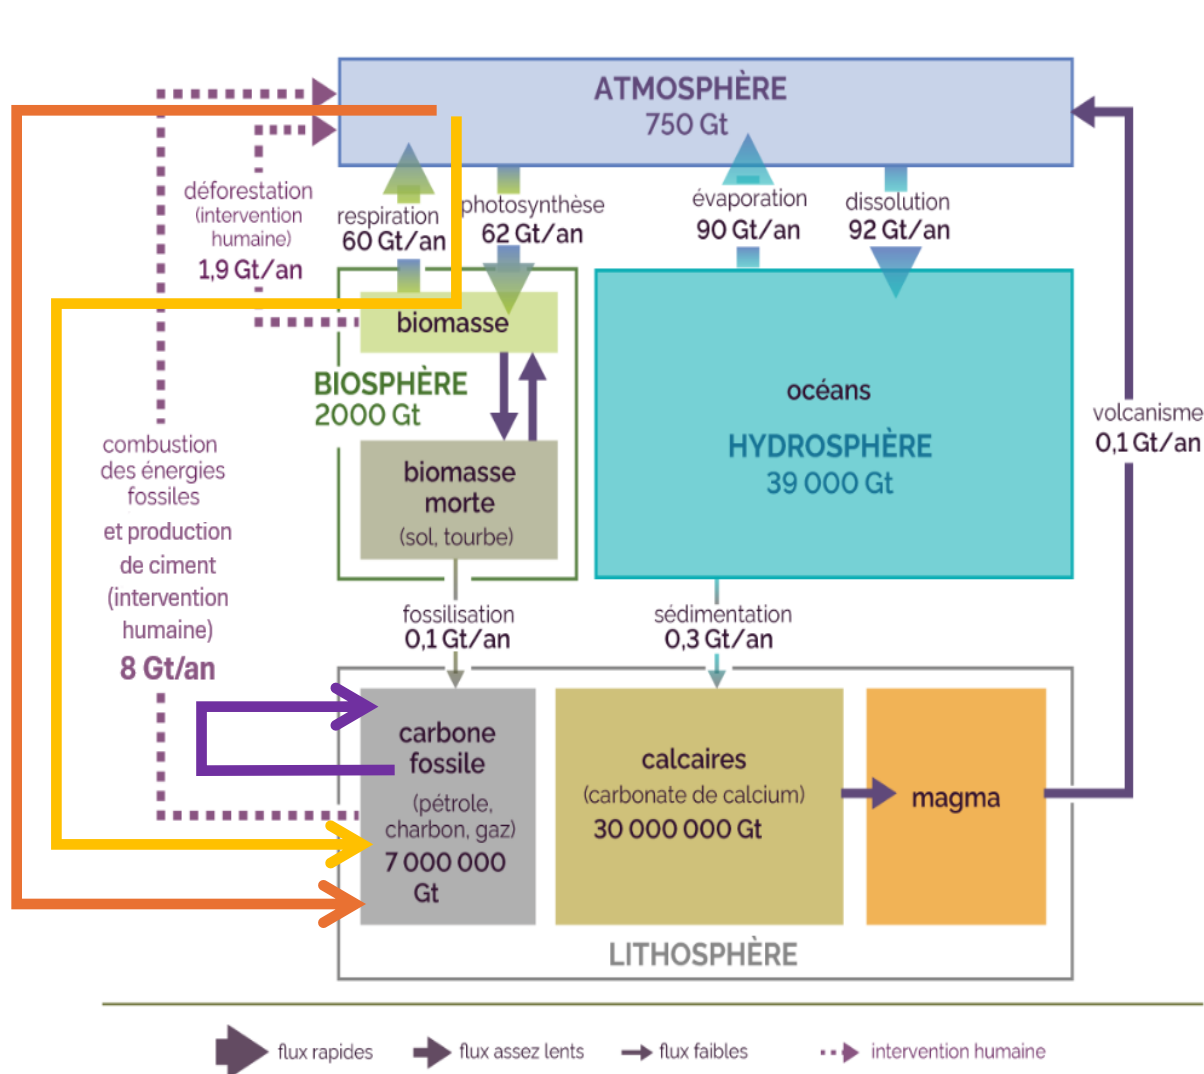 ATMOSPHÈRE
750 Gt
déforestation
(intervention
humaine)
1,9 Gt/an
respiration
60 Gt/an
photosynthèse
62 Gt/an
évaporation
90 Gt/an
dissolution
92 Gt/an
biomasse
BIOSPHÈRE
2000 Gt
biomasse
morte
(sol, tourbe)
océans
HYDROSPHÈRE
39 000 Gt
volcanisme
0,1 Gt/an
combustion
des énergies
fossiles
et production
de ciment
(intervention
humaine)
8 Gt/an
fossilisation
0,1 Gt/an
sédimentation
0,3 Gt/an
carbone
fossile
(pétrole,
charbon, gaz)
7 000 000
Gt
calcaires
(carbonate de calcium)
30 000 000 Gt
magma
LITHOSPHÈRE
flux rapides
flux assez lents
flux faibles
intervention humaine